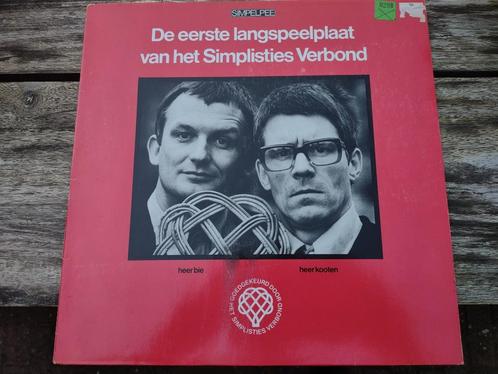 SIMPELPEE
De eerste langspeelplaat
van het Simplisties Verbond
heer bie
heer koolen
HET GOEDGEKEURD DOOR
SIMPLISTIES VERBOND